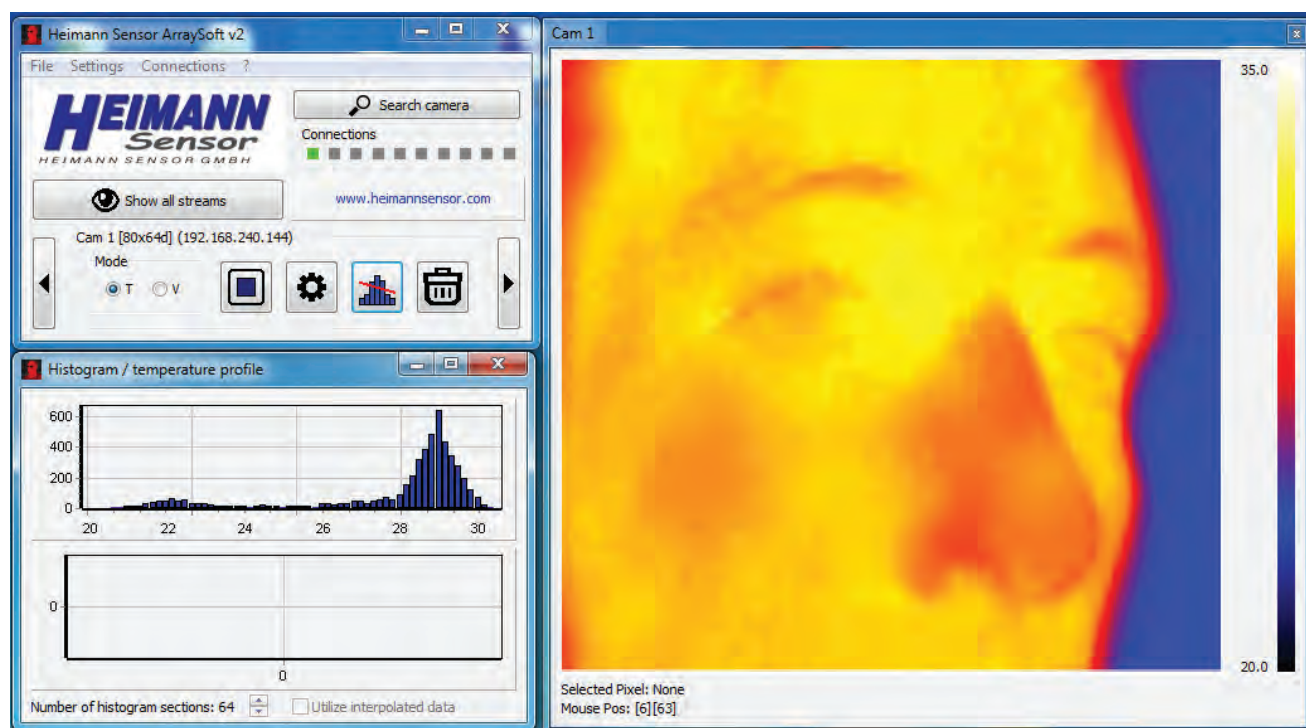 Heimann Sensor ArraySoft v2
File Settings Connections ?
HEIMANN
Sensor
HEIMANN SENSOR GMBH
Search camera
Connections
Show all streams
www.heimannsensor.com
Cam 1 [80x64d] (192.168.240.144)
Mode
T V
Histogram / temperature profile
600
400
200
0
20 22 24 26 28 30
0
0
Number of histogram sections: 64 Utilize interpolated data
Cam 1
35.0
20.0
Selected Pixel: None
Mouse Pos: [6][63]